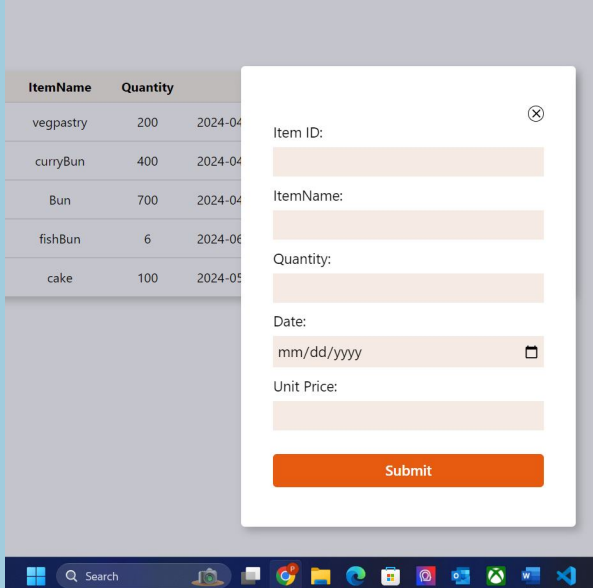 ItemName Quantity
vegpastry 200 2024-04
curryBun 400 2024-04
Bun 700 2024-04
fishBun 6 2024-06
cake 100 2024-05
Item ID:
ItemName:
Quantity:
Date:
mm/dd/yyyy
Unit Price:
Submit
Search